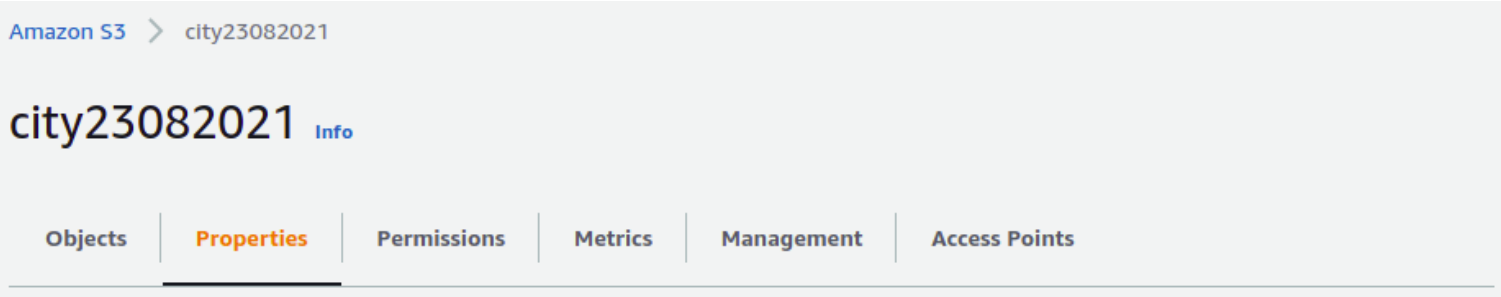 Amazon S3 > city23082021
city23082021 Info
Objects Properties Permissions Metrics Management Access Points